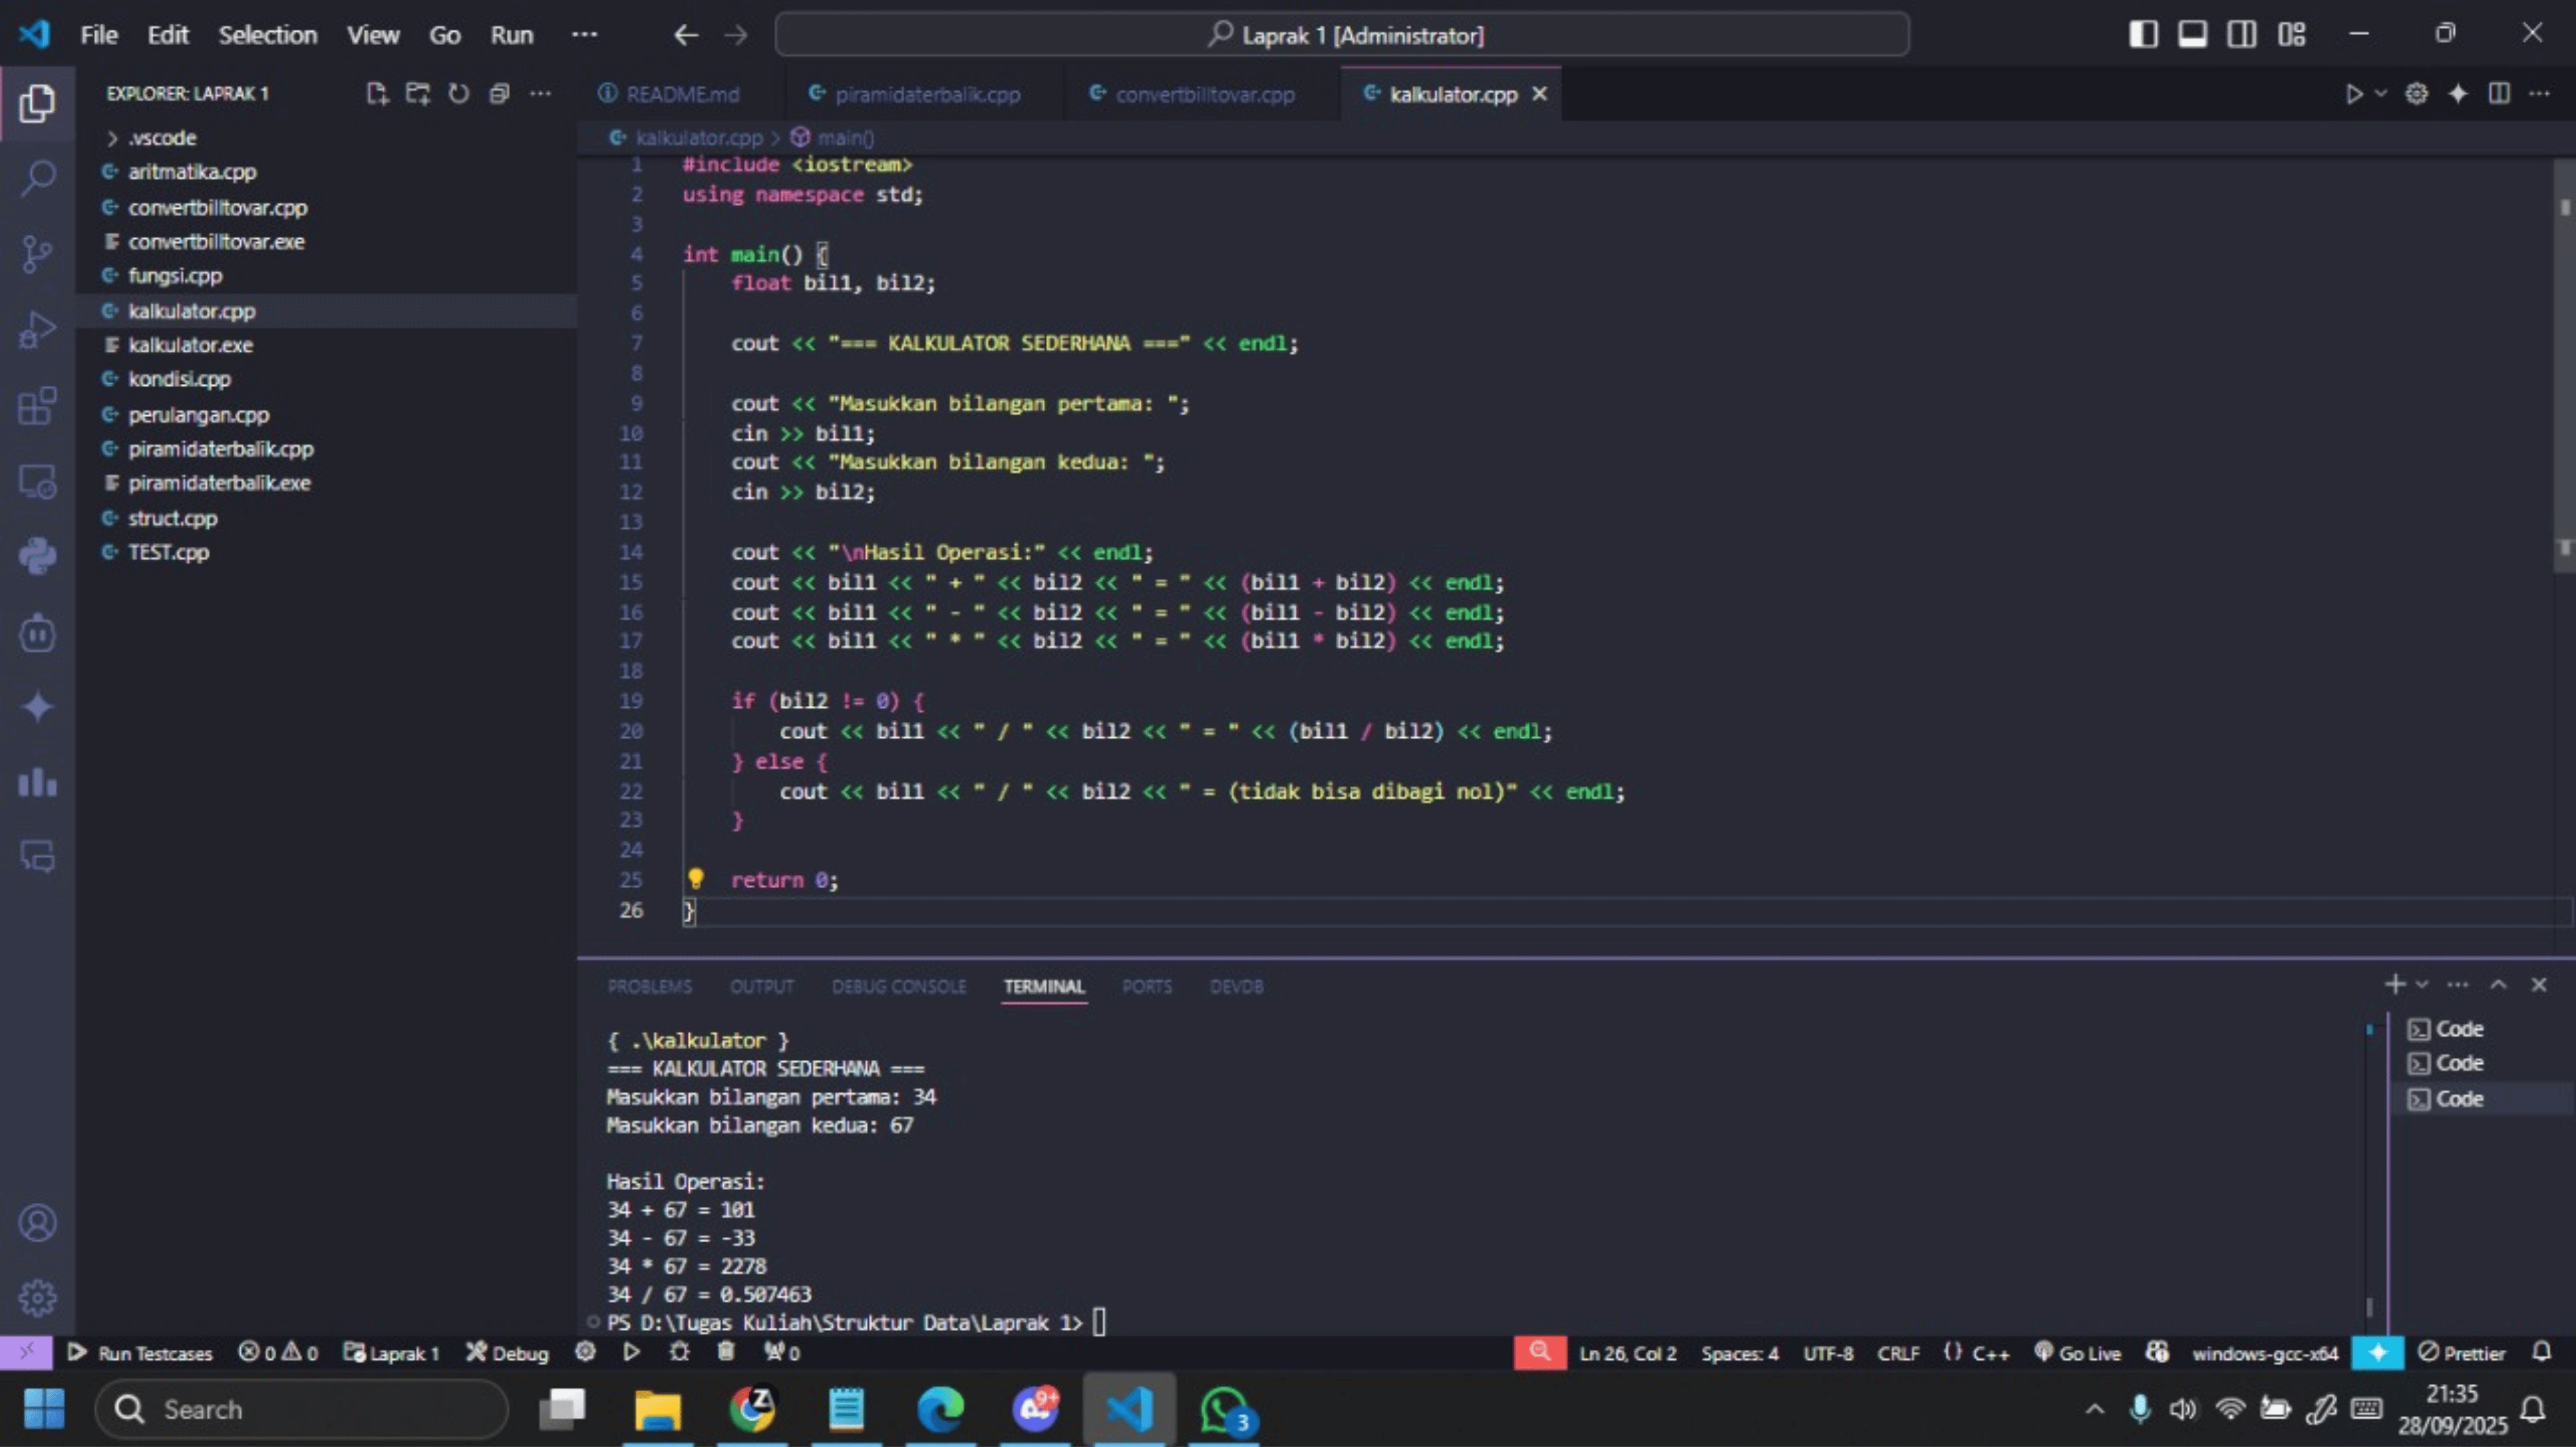 File Edit Selection View Go Run ··· Laprak 1 [Administrator]
EXPLORER: LAPRAK 1
.vscode
aritmatika.cpp
convertbilltovar.cpp
convertbilltovar.exe
fungsi.cpp
kalkulator.cpp
kalkulator.exe
kondisi.cpp
perulangan.cpp
piramidaterbalik.cpp
piramidaterbalik.exe
struct.cpp
TEST.cpp
README.md piramidaterbalik.cpp convertbilltovar.cpp kalkulator.cpp
kalkulator.cpp > main()
1 #include <iostream>
2 using namespace std;
3
4 int main() {
5 float bil1, bil2;
6
7 cout << "=== KALKULATOR SEDERHANA ===" << endl;
8
9 cout << "Masukkan bilangan pertama: ";
10 cin >> bil1;
11 cout << "Masukkan bilangan kedua: ";
12 cin >> bil2;
13
14 cout << "\nHasil Operasi:" << endl;
15 cout << bil1 << " + " << bil2 << " = " << (bil1 + bil2) << endl;
16 cout << bil1 << " - " << bil2 << " = " << (bil1 - bil2) << endl;
17 cout << bil1 << " * " << bil2 << " = " << (bil1 * bil2) << endl;
18
19 if (bil2 != 0) {
20 cout << bil1 << " / " << bil2 << " = " << (bil1 / bil2) << endl;
21 } else {
22 cout << bil1 << " / " << bil2 << " = (tidak bisa dibagi nol)" << endl;
23 }
24
25 return 0;
26 }
PROBLEMS OUTPUT DEBUG CONSOLE TERMINAL PORTS DEVDB
{ .\kalkulator }
=== KALKULATOR SEDERHANA ===
Masukkan bilangan pertama: 34
Masukkan bilangan kedua: 67

Hasil Operasi:
34 + 67 = 101
34 - 67 = -33
34 * 67 = 2278
34 / 67 = 0.507463
PS D:\Tugas Kuliah\Struktur Data\Laprak 1>
Code
Code
Code
Run Testcases 0 0 Laprak 1 Debug 0 Ln 26, Col 2 Spaces: 4 UTF-8 CRLF {} C++ Go Live windows-gcc-x64 Prettier
Search Z 9+ 3 21:35
28/09/2025